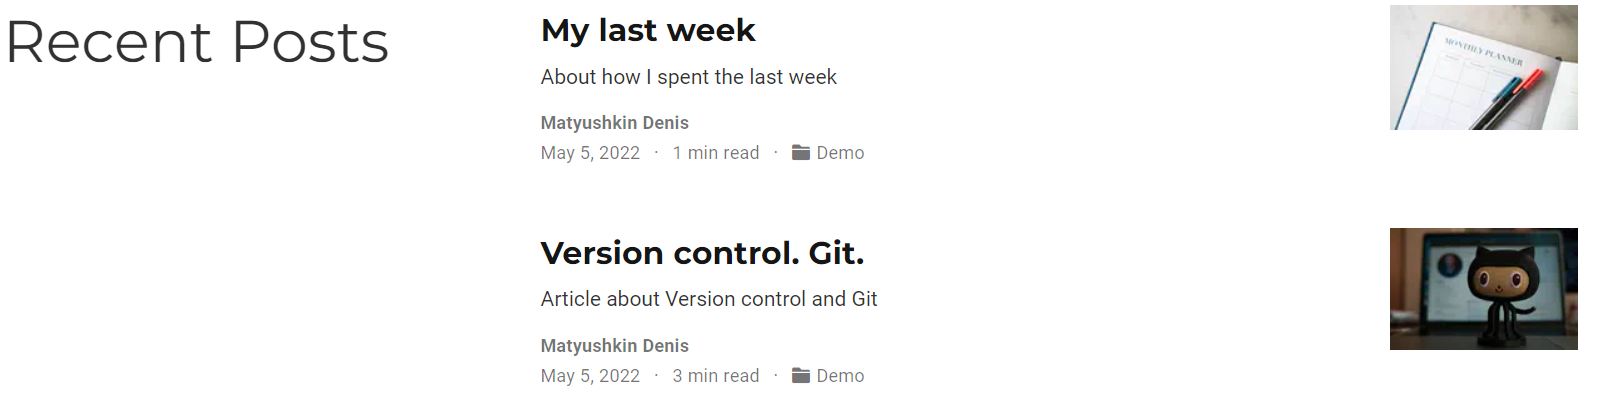 Recent Posts
My last week
About how I spent the last week
Matyushkin Denis
May 5, 2022 · 1 min read · Demo
MONTHLY PLANNER
Version control. Git.
Article about Version control and Git
Matyushkin Denis
May 5, 2022 · 3 min read · Demo